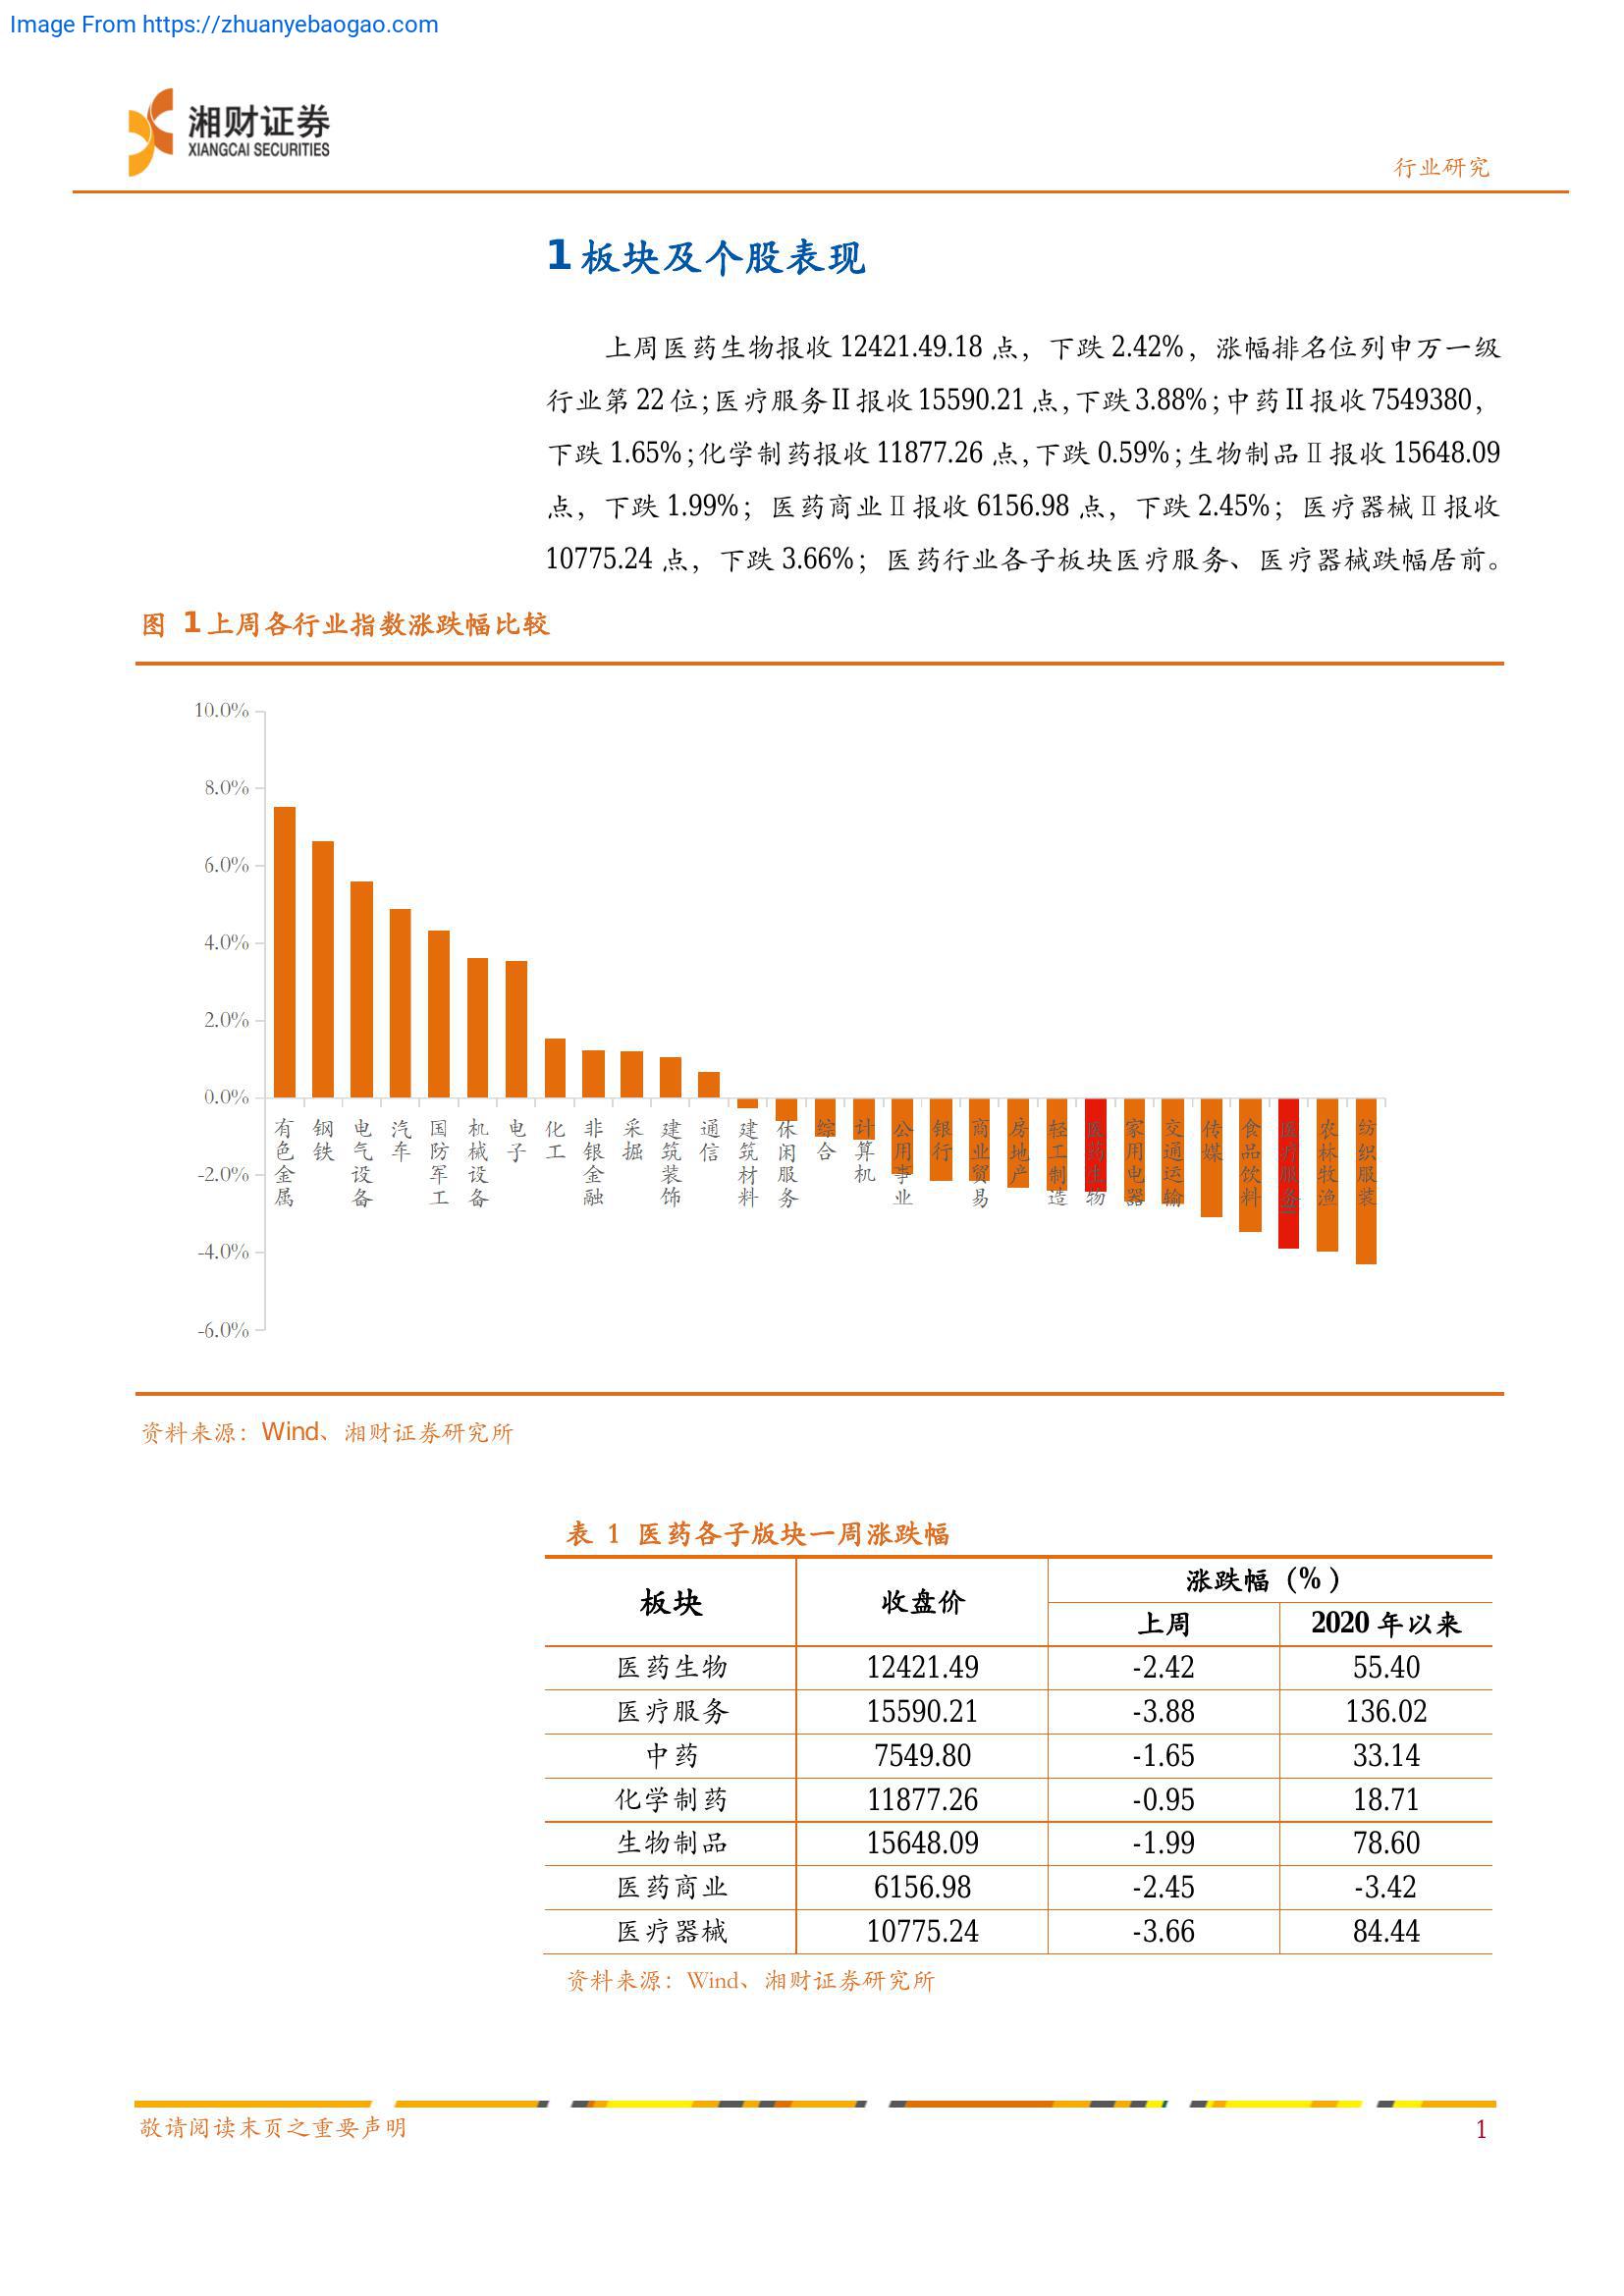 Image From https://zhuanyebaogao.com
湘财证券
XIANGCAI SECURITIES
行业研究
1 板块及个股表现
上周医药生物报收 12421.49.18 点，下跌 2.42%，涨幅排名位列申万一级
行业第 22 位；医疗服务 II 报收 15590.21 点，下跌 3.88%；中药 II 报收 7549380，
下跌 1.65%；化学制药报收 11877.26 点，下跌 0.59%；生物制品 II 报收 15648.09
点，下跌 1.99%；医药商业 II 报收 6156.98 点，下跌 2.45%；医疗器械 II 报收
10775.24 点，下跌 3.66%；医药行业各子板块医疗服务、医疗器械跌幅居前。
图 1 上周各行业指数涨跌幅比较
10.0%
8.0%
6.0%
4.0%
2.0%
0.0%
-2.0%
-4.0%
-6.0%
有色金属
钢铁
电气设备
汽车
国防军工
机械设备
电子
化工
非银金融
采掘
建筑装饰
通信
建筑材料
休闲服务
综合
计算机
公用事业
银行
商业贸易
房地产
轻工制造
医药生物
家用电器
交通运输
传媒
食品饮料
医疗服务II
农林牧渔
纺织服装
资料来源：Wind、湘财证券研究所
表 1 医药各子版块一周涨跌幅
板块 收盘价 涨跌幅（%）
上周 2020 年以来
医药生物 12421.49 -2.42 55.40
医疗服务 15590.21 -3.88 136.02
中药 7549.80 -1.65 33.14
化学制药 11877.26 -0.95 18.71
生物制品 15648.09 -1.99 78.60
医药商业 6156.98 -2.45 -3.42
医疗器械 10775.24 -3.66 84.44
资料来源：Wind、湘财证券研究所
敬请阅读末页之重要声明
1